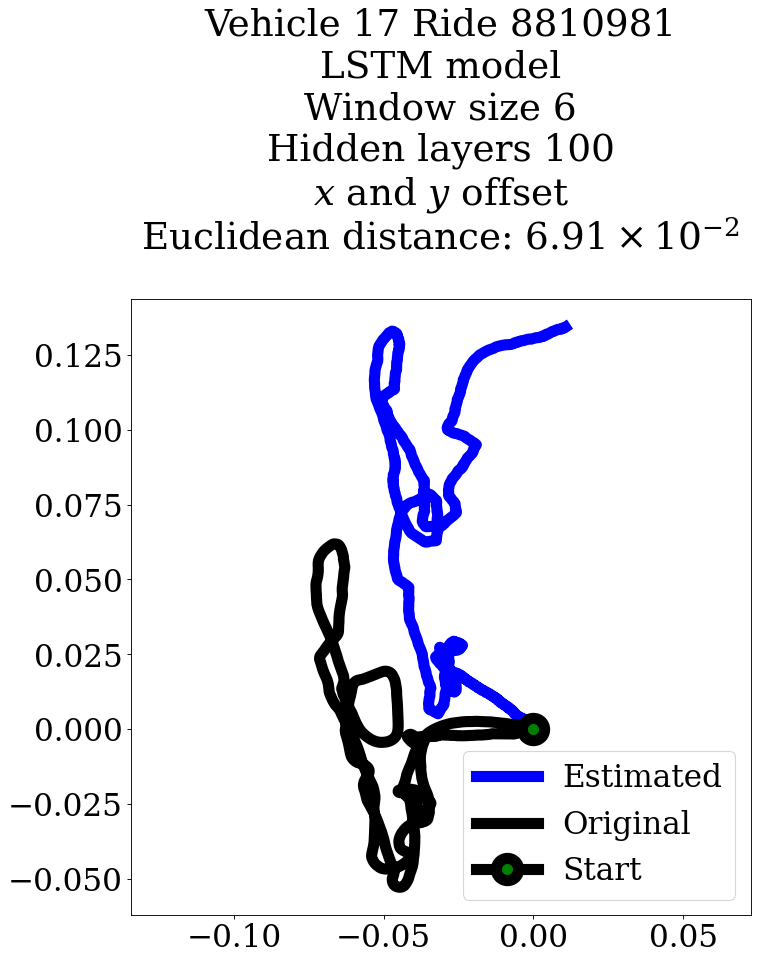 Vehicle 17 Ride 8810981
LSTM model
Window size 6
Hidden layers 100
x and y offset
Euclidean distance: 6.91 × 10⁻²
0.125
0.100
0.075
0.050
0.025
0.000
−0.025
−0.050
Estimated
Original
Start
−0.10
−0.05
0.00
0.05